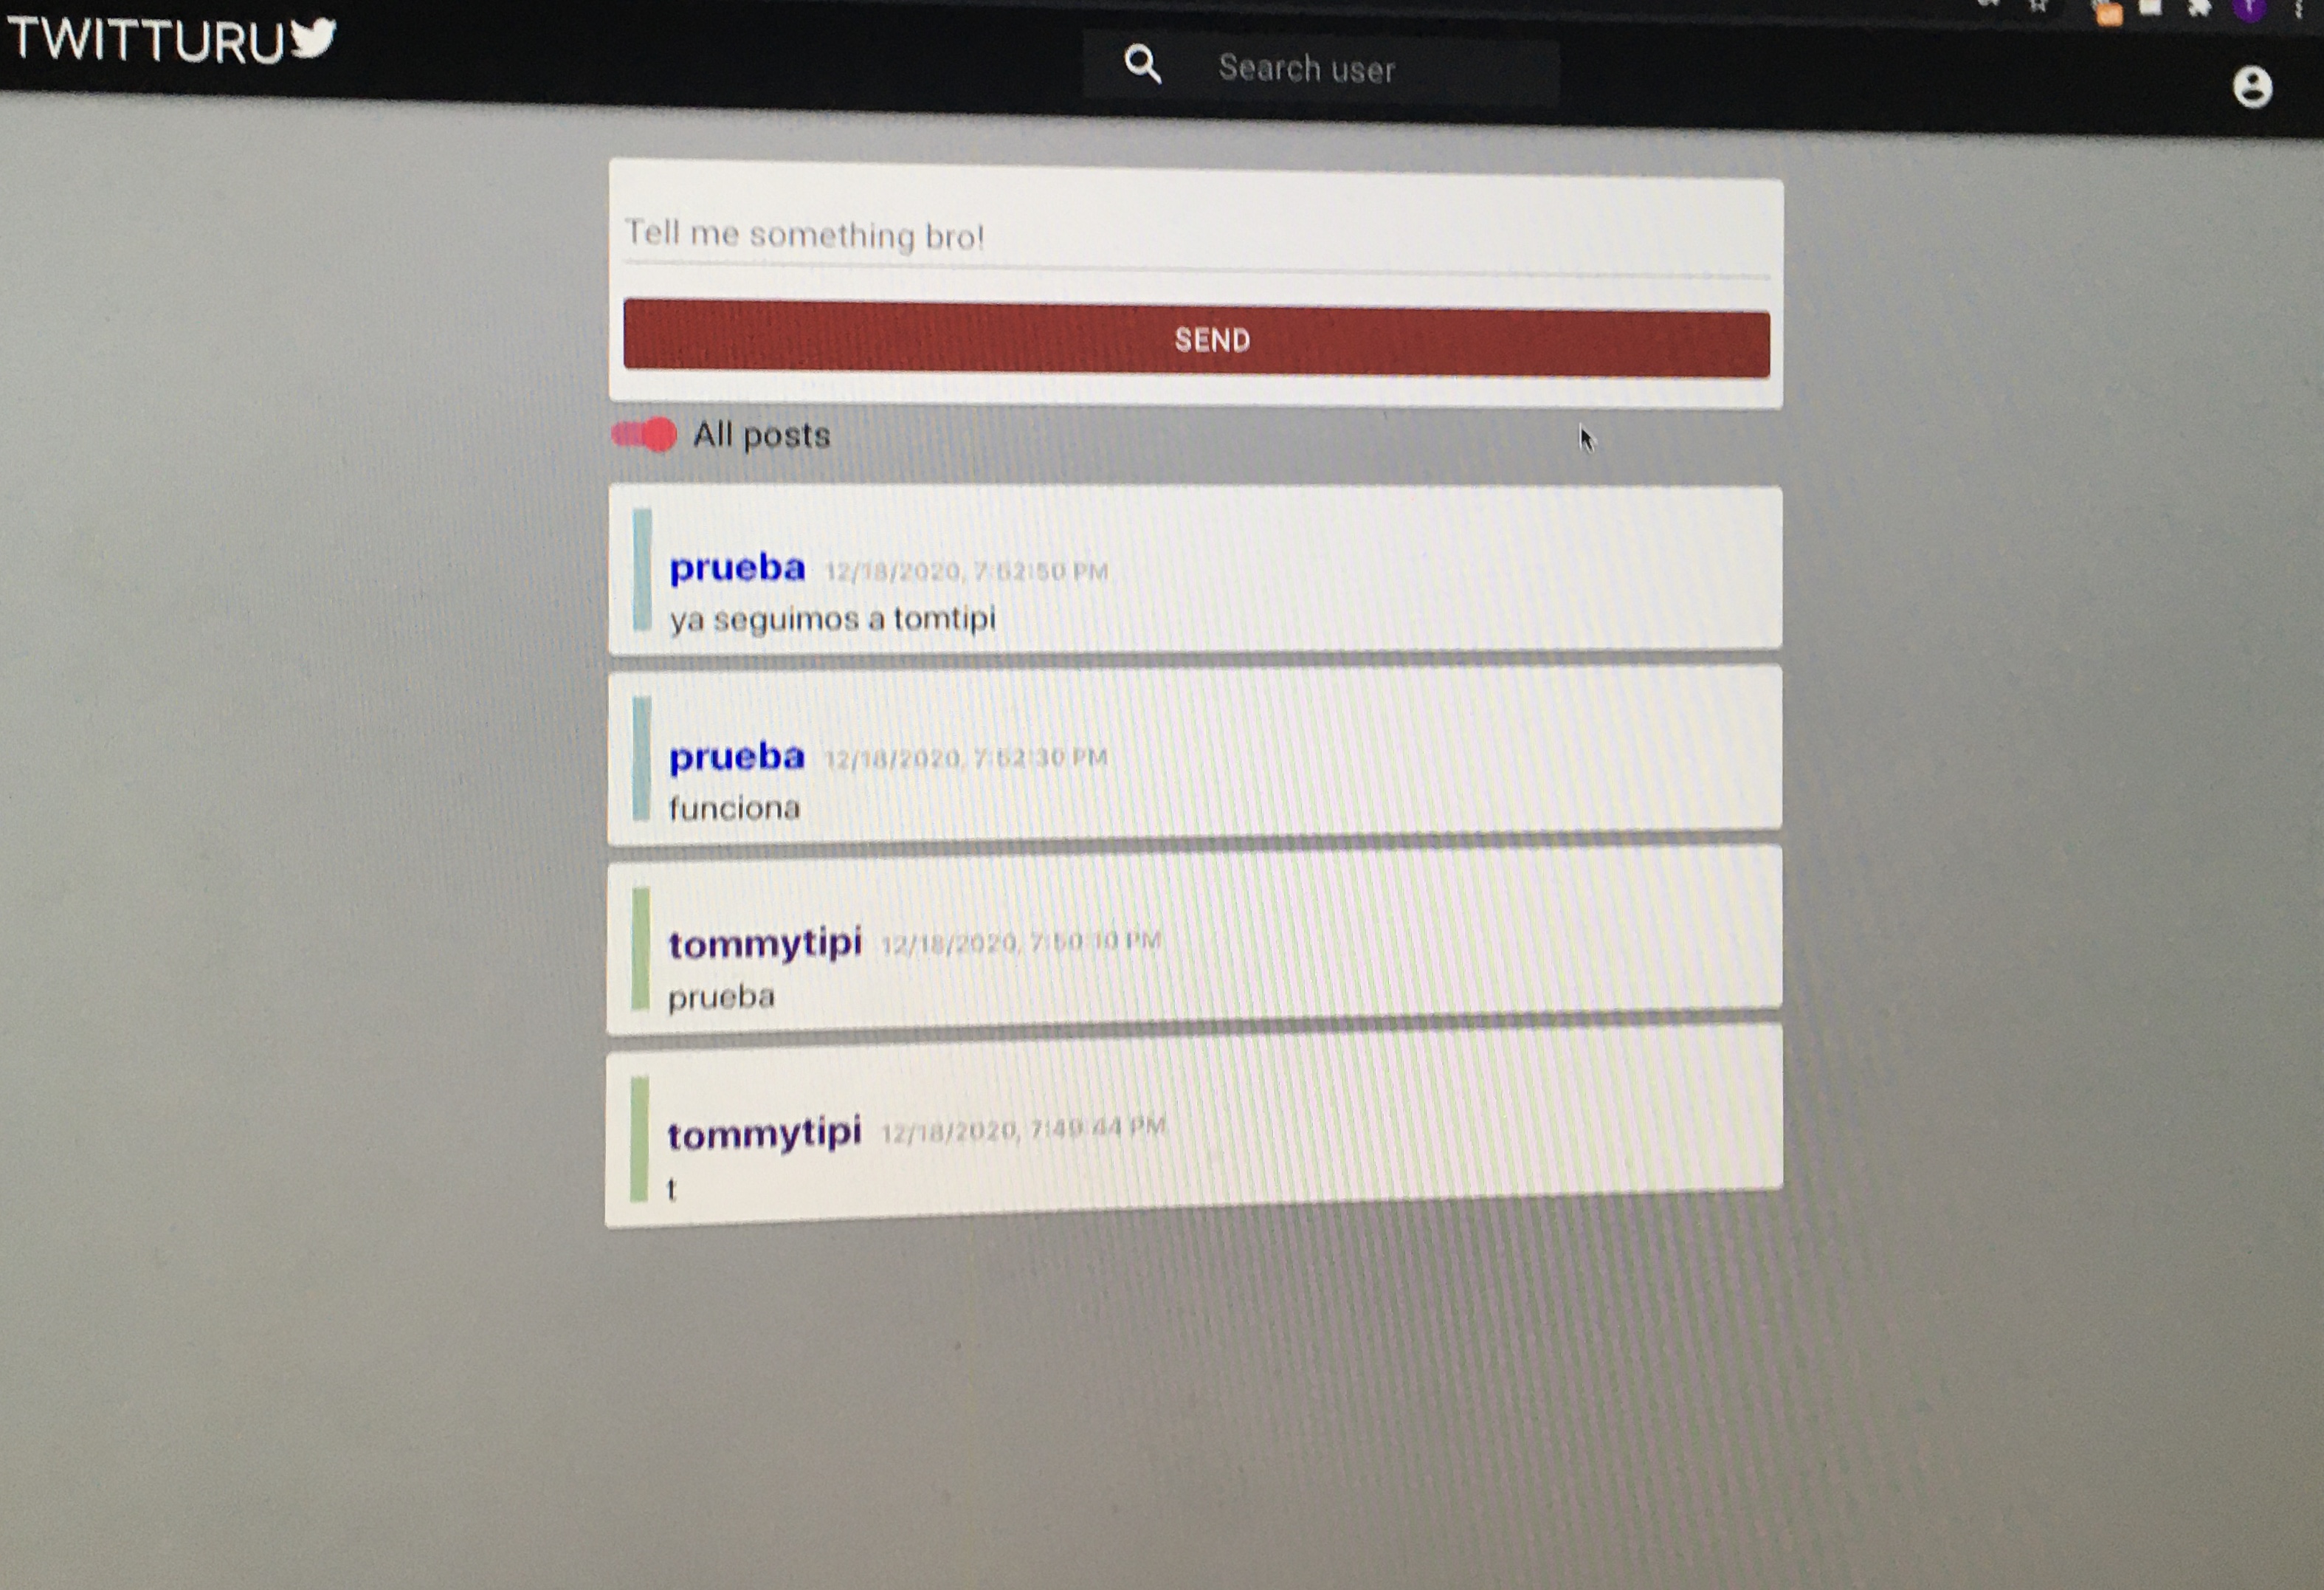 TWITTURU
Search user
Tell me something bro!
SEND
All posts
prueba 12/18/2020, 7:52:50 PM
ya seguimos a tomtipi
prueba 12/18/2020, 7:52:30 PM
funciona
tommytipi 12/18/2020, 7:50:10 PM
prueba
tommytipi 12/18/2020, 7:49:44 PM
t